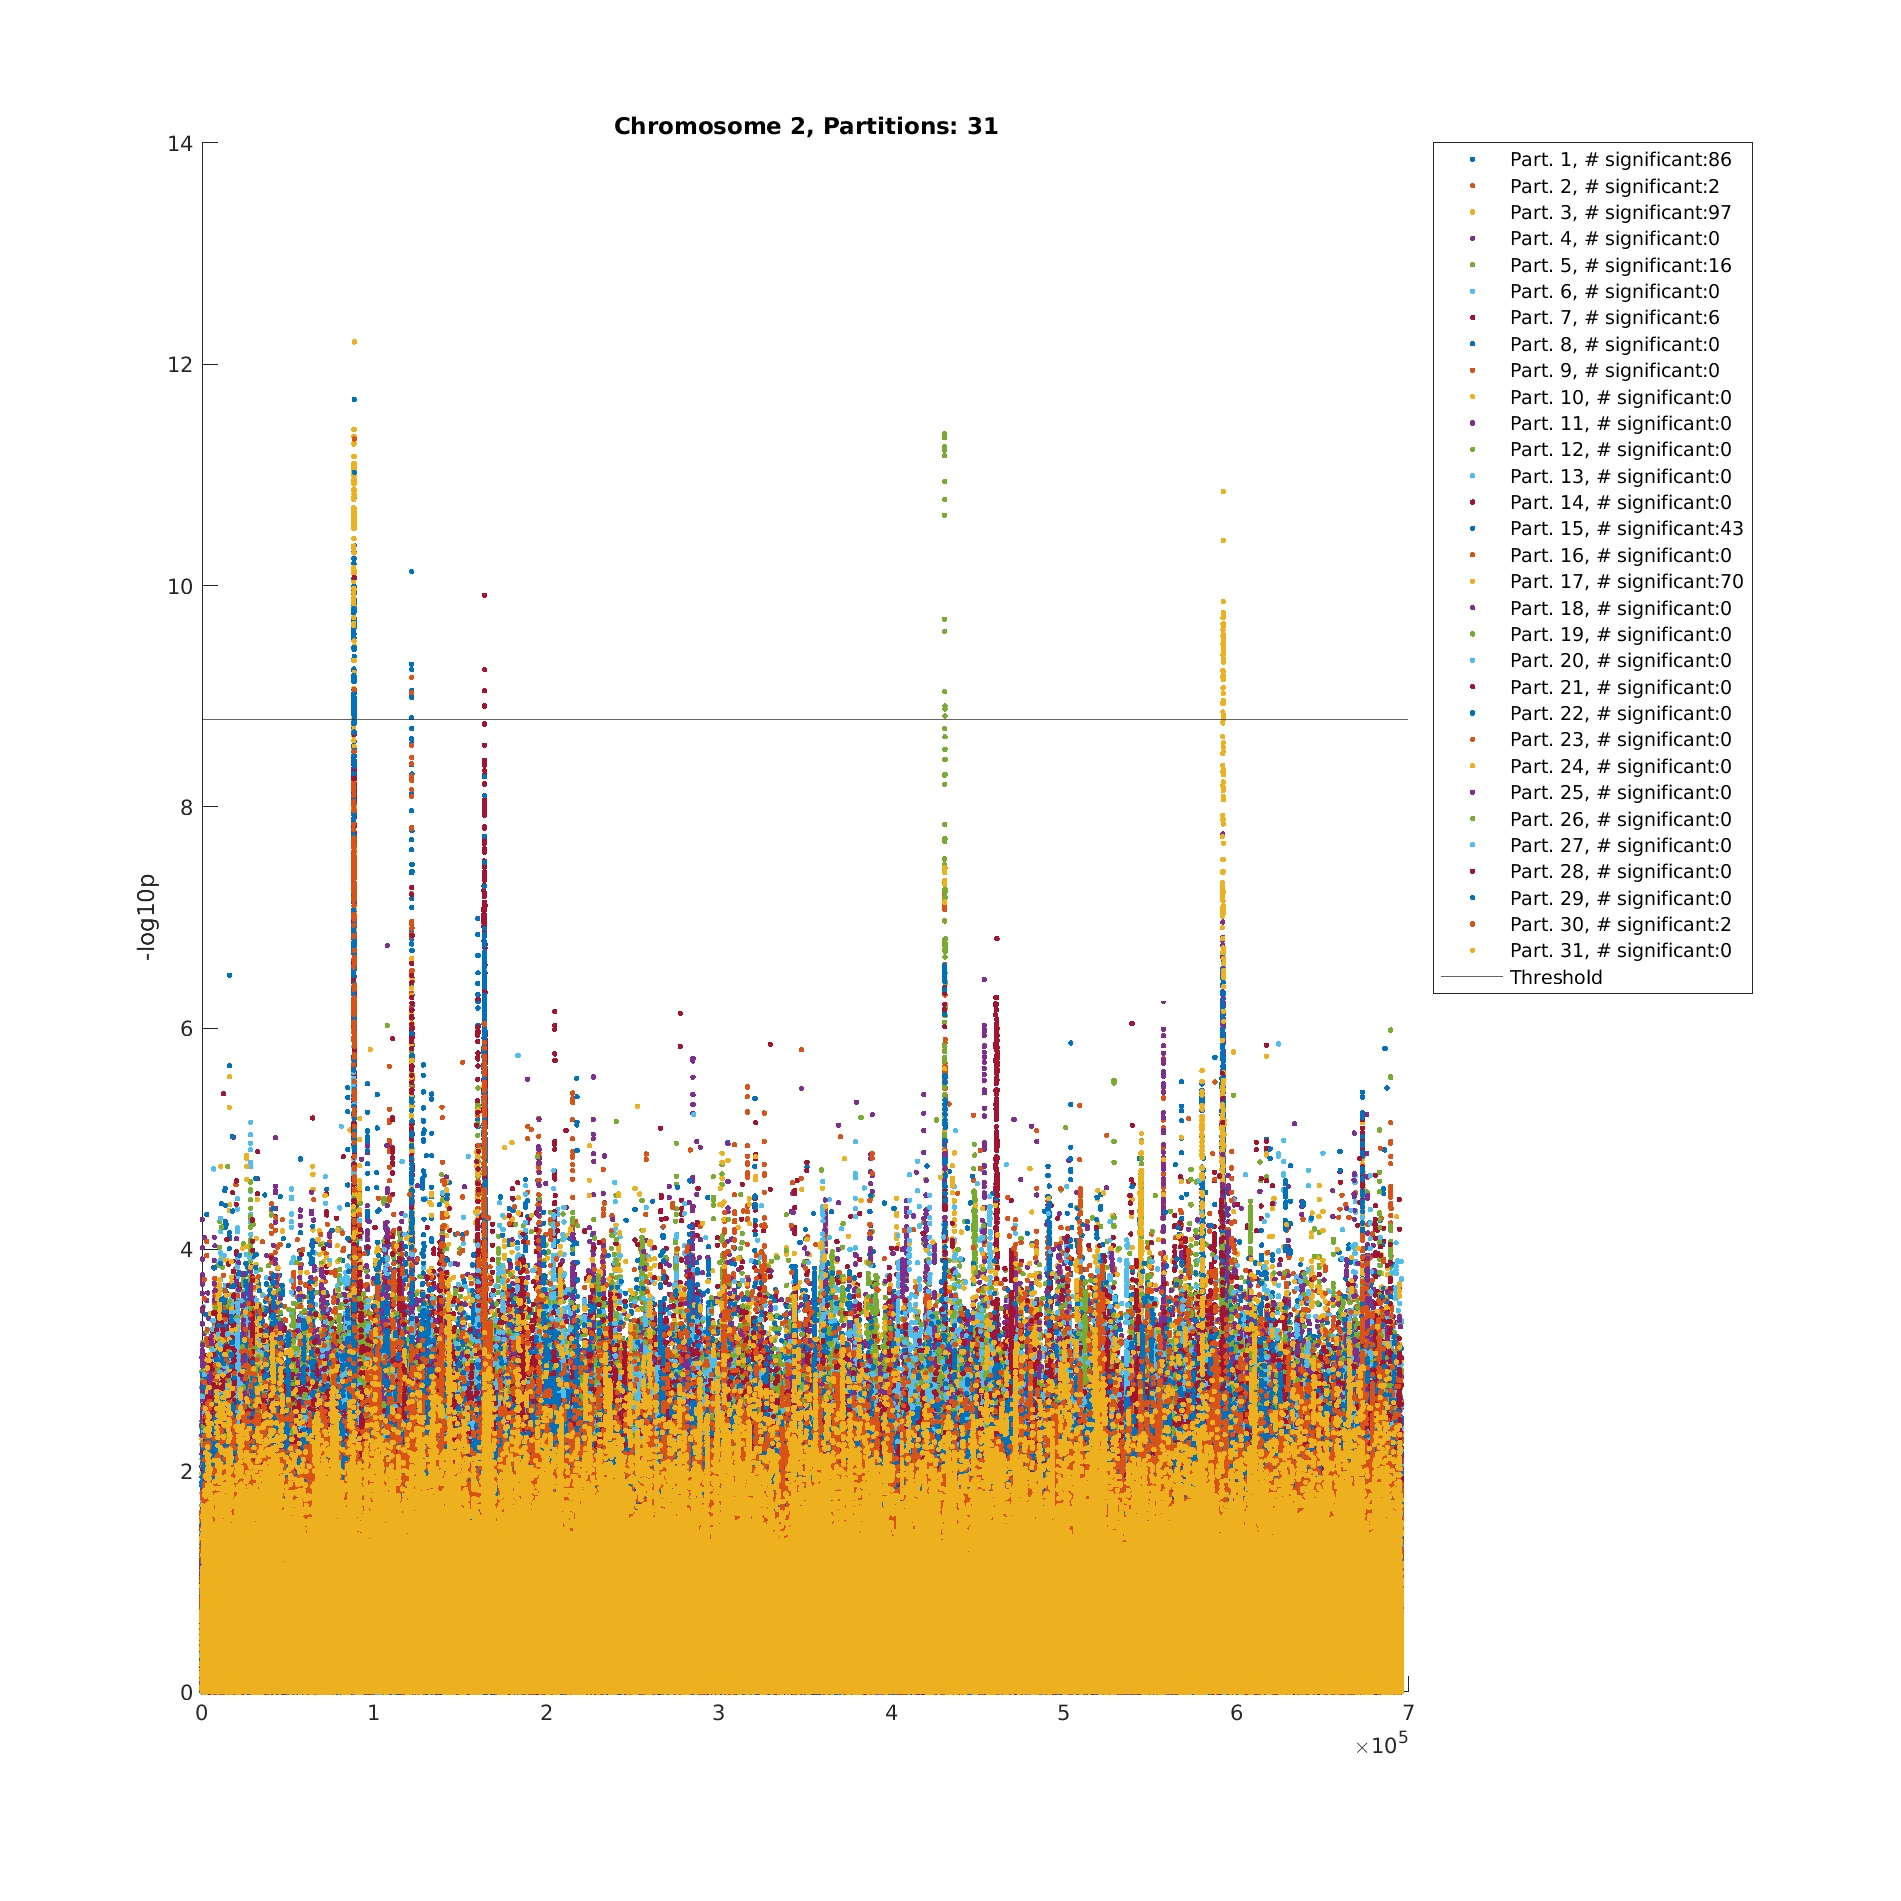 Chromosome 2, Partitions: 31
14
12
10
8
6
4
2
0
-log10p
0 1 2 3 4 5 6 7
×10^5
Part. 1, # significant:86
Part. 2, # significant:2
Part. 3, # significant:97
Part. 4, # significant:0
Part. 5, # significant:16
Part. 6, # significant:0
Part. 7, # significant:6
Part. 8, # significant:0
Part. 9, # significant:0
Part. 10, # significant:0
Part. 11, # significant:0
Part. 12, # significant:0
Part. 13, # significant:0
Part. 14, # significant:0
Part. 15, # significant:43
Part. 16, # significant:0
Part. 17, # significant:70
Part. 18, # significant:0
Part. 19, # significant:0
Part. 20, # significant:0
Part. 21, # significant:0
Part. 22, # significant:0
Part. 23, # significant:0
Part. 24, # significant:0
Part. 25, # significant:0
Part. 26, # significant:0
Part. 27, # significant:0
Part. 28, # significant:0
Part. 29, # significant:0
Part. 30, # significant:2
Part. 31, # significant:0
Threshold